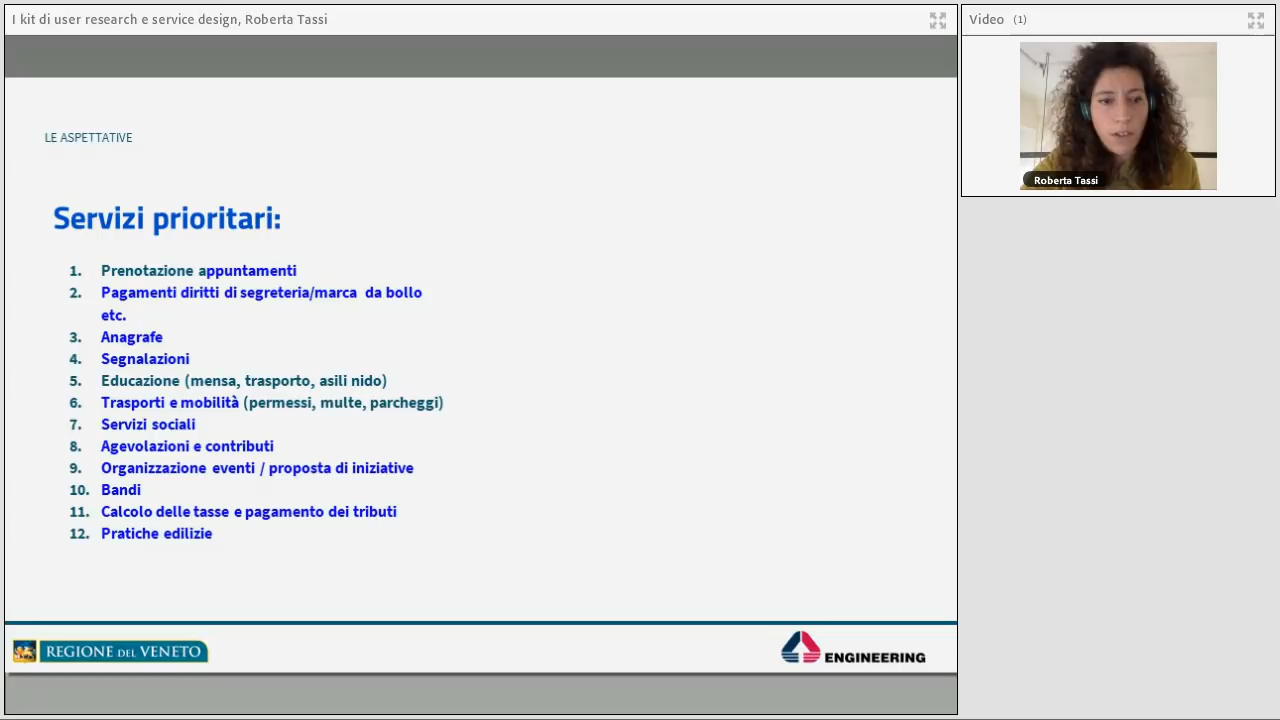 I kit di user research e service design, Roberta Tassi
Video (1)
Roberta Tassi
LE ASPETTATIVE
Servizi prioritari:
1. Prenotazione appuntamenti
2. Pagamenti diritti di segreteria/marca da bollo
etc.
3. Anagrafe
4. Segnalazioni
5. Educazione (mensa, trasporto, asili nido)
6. Trasporti e mobilità (permessi, multe, parcheggi)
7. Servizi sociali
8. Agevolazioni e contributi
9. Organizzazione eventi / proposta di iniziative
10. Bandi
11. Calcolo delle tasse e pagamento dei tributi
12. Pratiche edilizie
REGIONE DEL VENETO
ENGINEERING